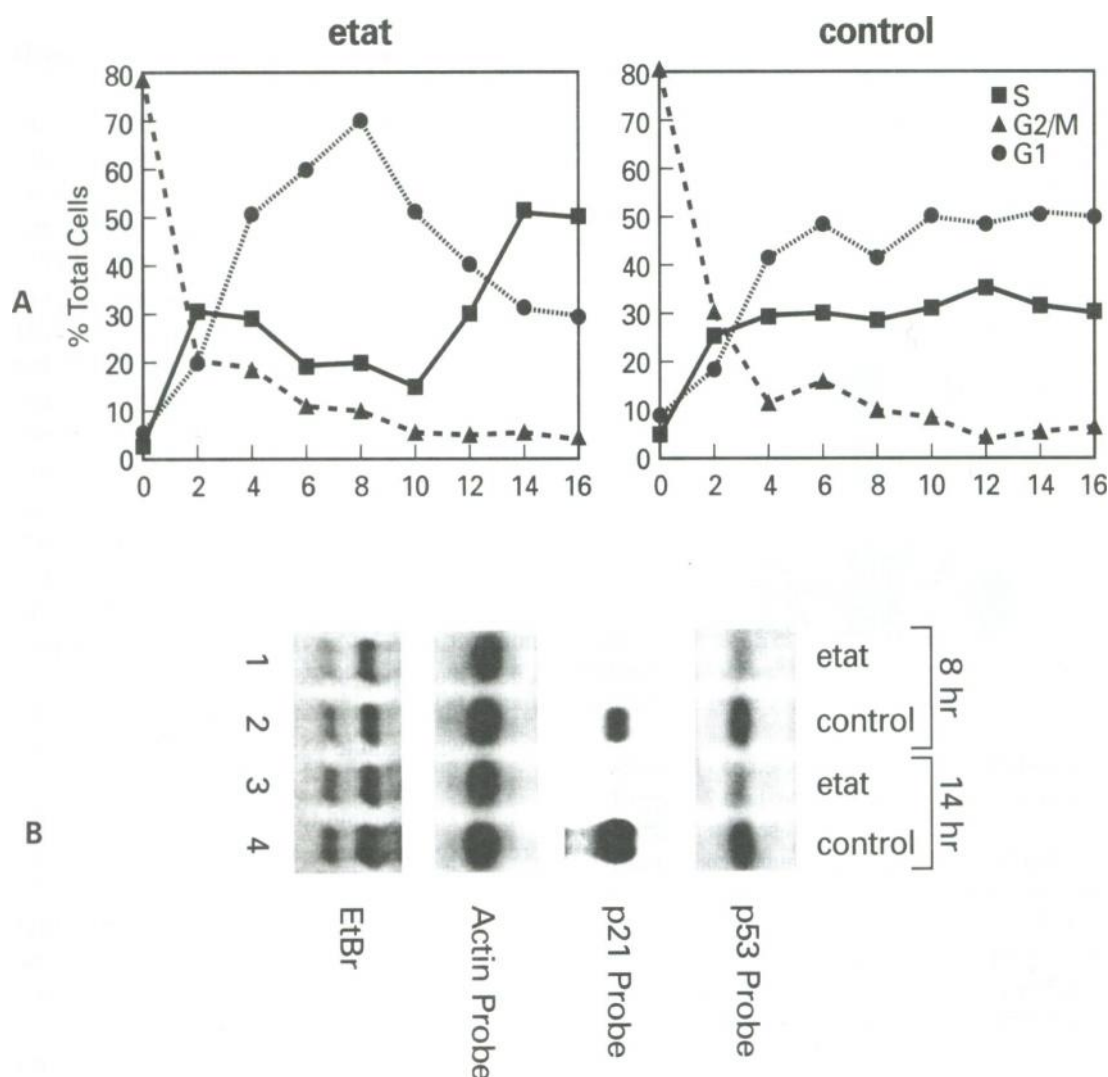 etat
control
A
% Total Cells
80
70
60
50
40
30
20
10
0
0 2 4 6 8 10 12 14 16
80
70
60
50
40
30
20
10
0
0 2 4 6 8 10 12 14 16
S
G2/M
G1
B
1
2
3
4
etat
control
etat
control
8 hr
14 hr
EtBr
Actin Probe
p21 Probe
p53 Probe